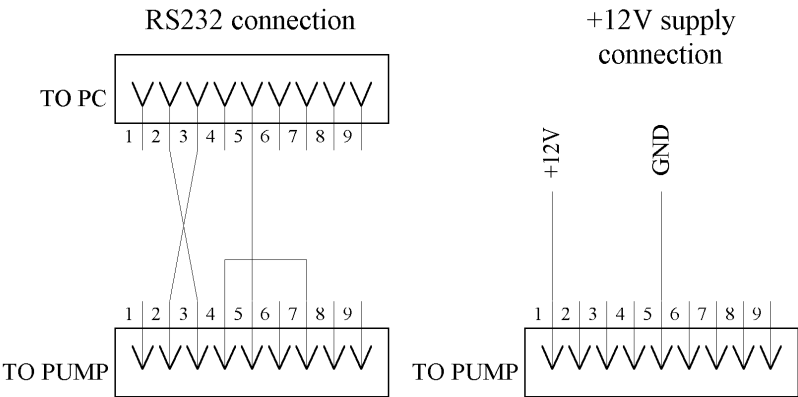 RS232 connection
+12V supply
connection
TO PC
1 2 3 4 5 6 7 8 9
+12V
GND
1 2 3 4 5 6 7 8 9
TO PUMP
1 2 3 4 5 6 7 8 9
TO PUMP